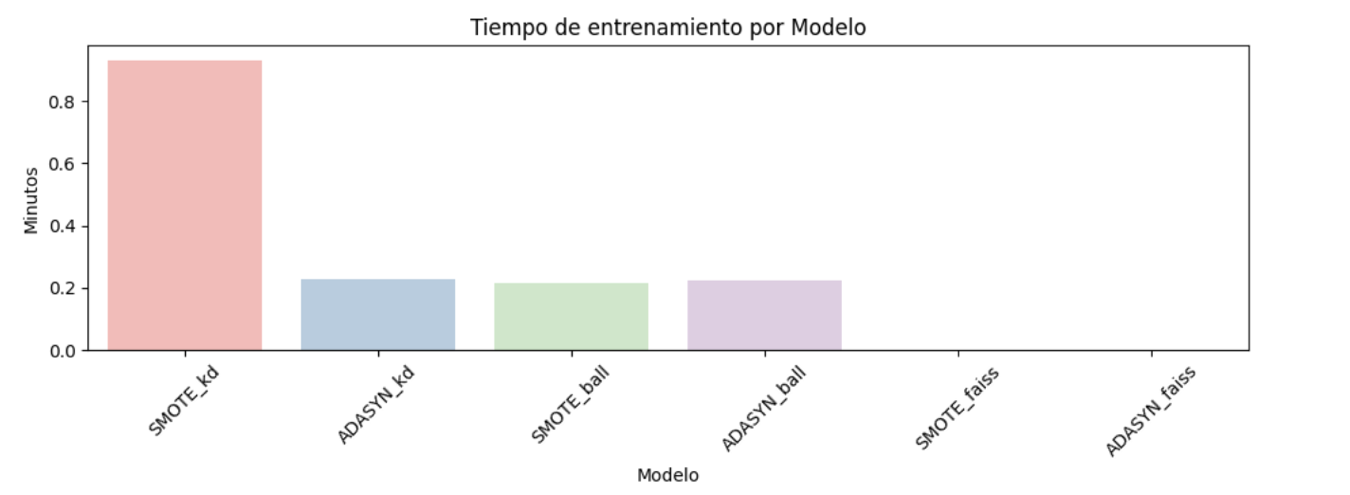 Tiempo de entrenamiento por Modelo
Minutos
0.8
0.6
0.4
0.2
0.0
SMOTE_kd
ADASYN_kd
SMOTE_ball
ADASYN_ball
SMOTE_faiss
ADASYN_faiss
Modelo